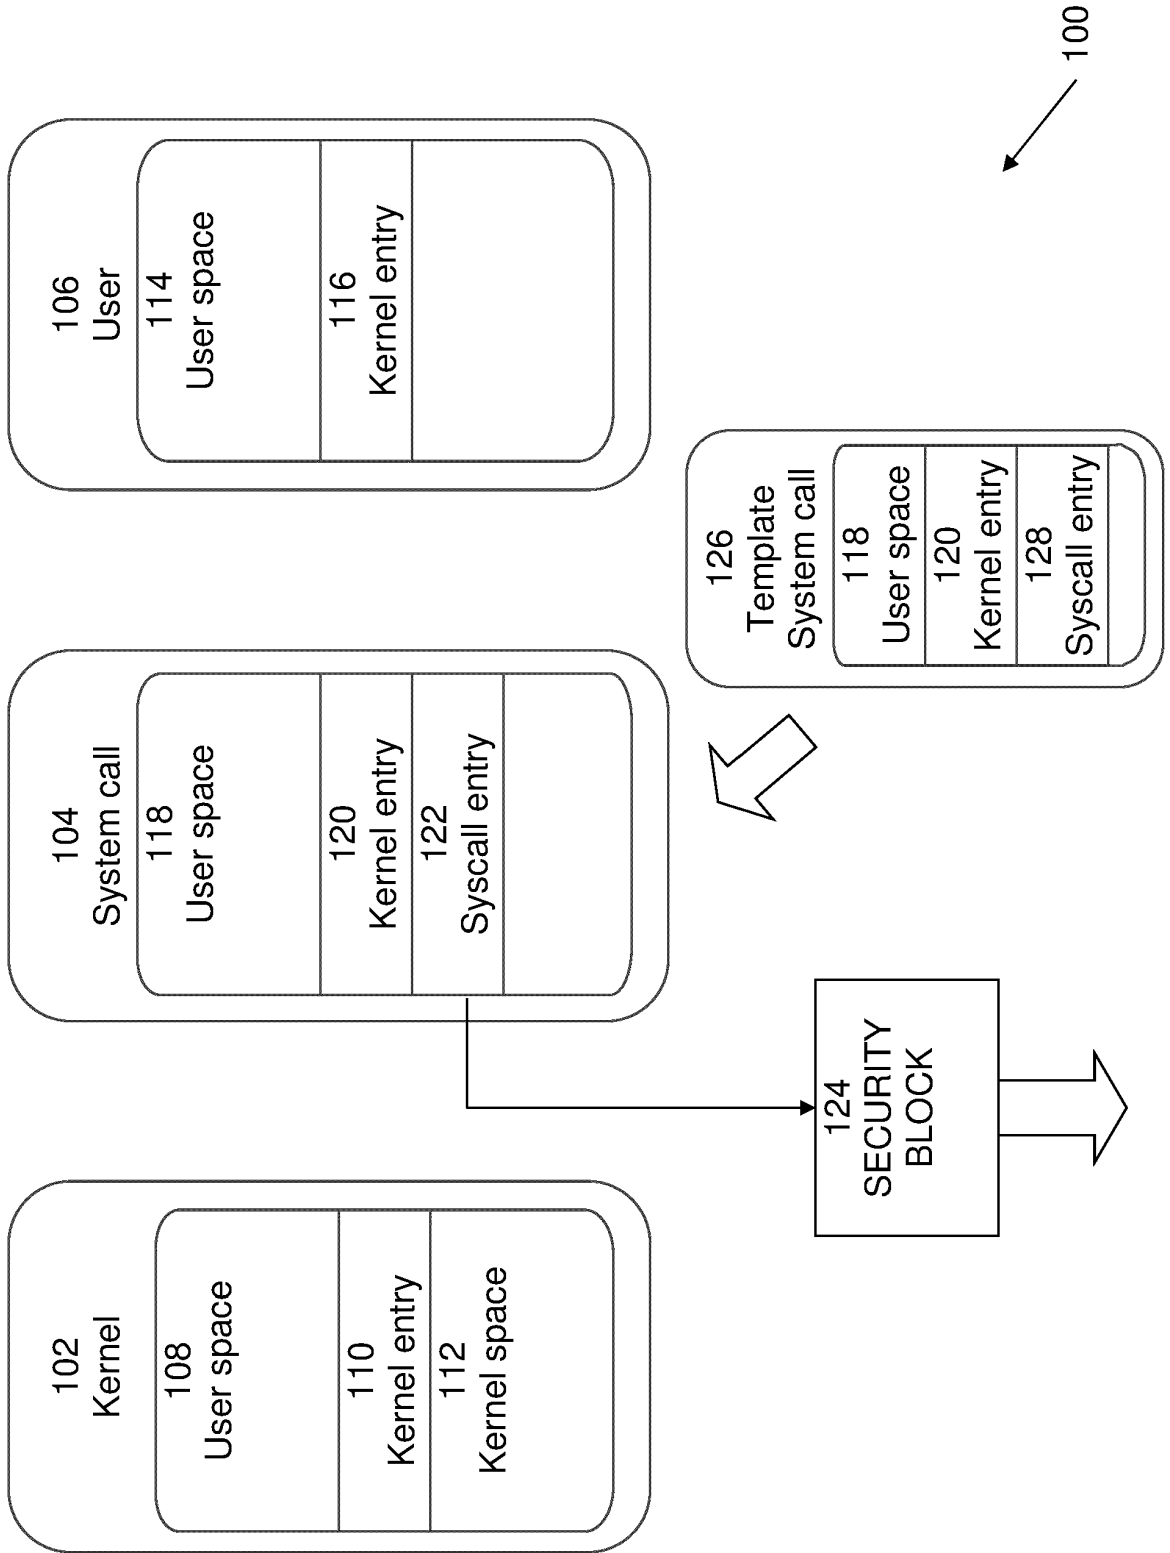 102
Kernel
108
User space
110
Kernel entry
112
Kernel space
104
System call
118
User space
120
Kernel entry
122
Syscall entry
106
User
114
User space
116
Kernel entry
124
SECURITY
BLOCK
126
Template
System call
118
User space
120
Kernel entry
128
Syscall entry
100